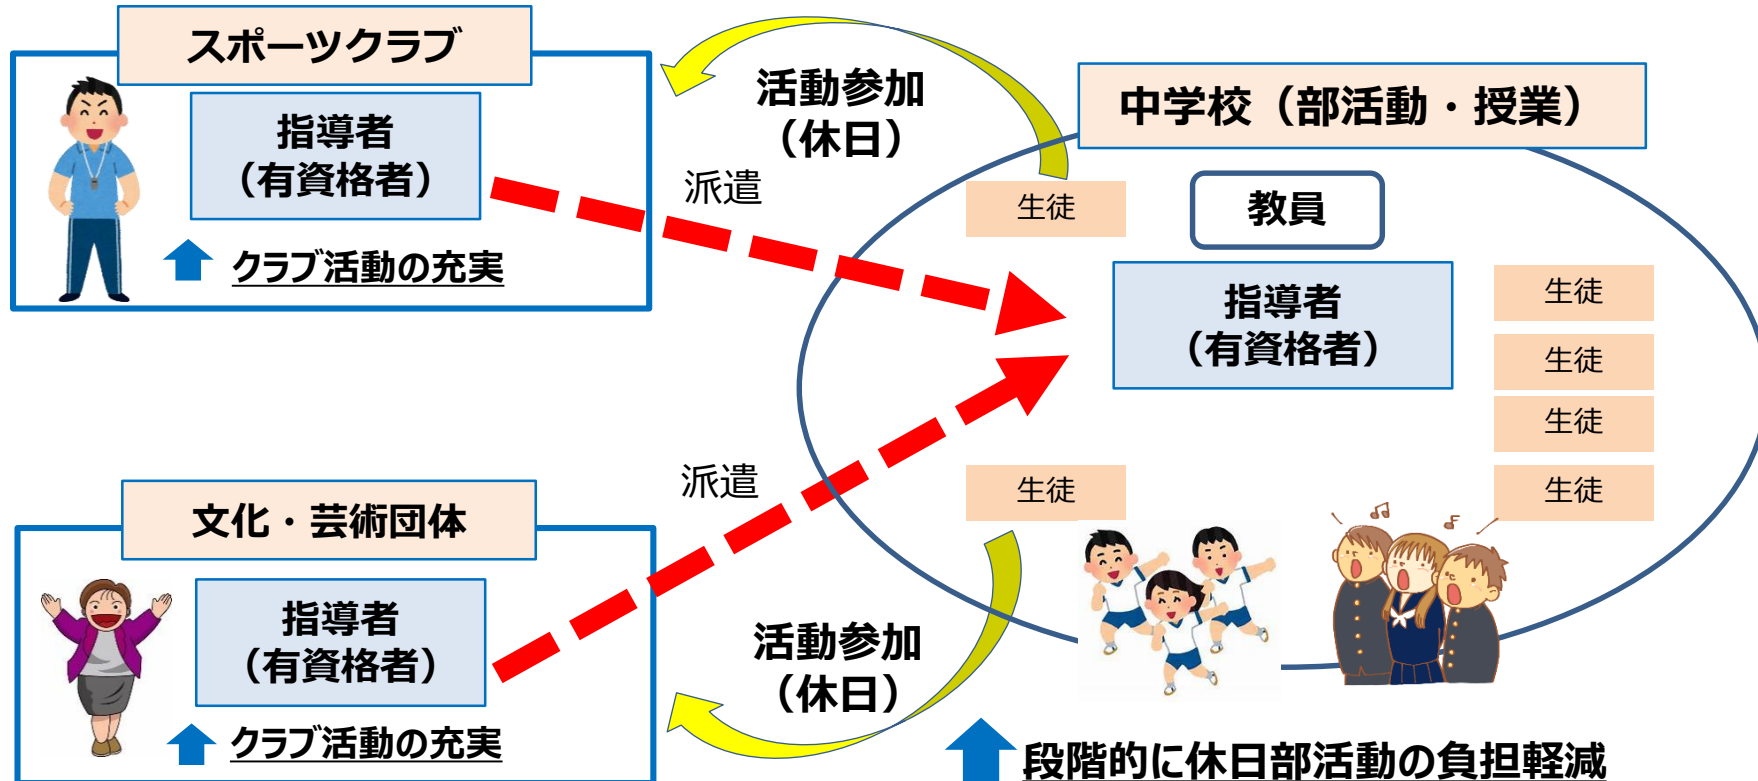 スポーツクラブ
指導者
（有資格者）
クラブ活動の充実
活動参加
（休日）
派遣
中学校（部活動・授業）
生徒
教員
指導者
（有資格者）
生徒
生徒
生徒
生徒
派遣
生徒
文化・芸術団体
指導者
（有資格者）
クラブ活動の充実
活動参加
（休日）
段階的に休日部活動の負担軽減